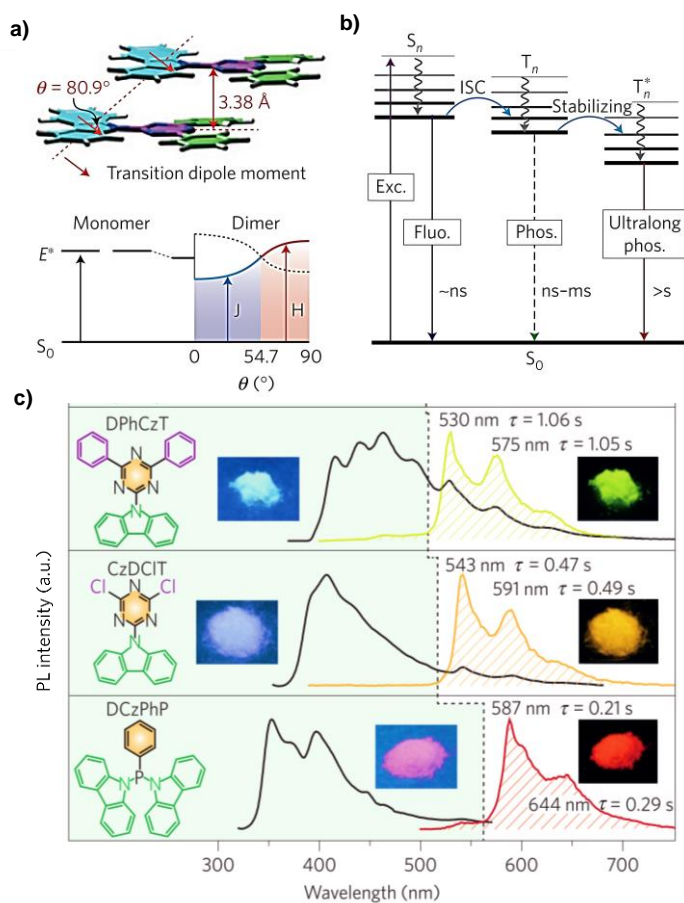 a)
θ = 80.9°
3.38 Å
Transition dipole moment
Monomer
Dimer
E*
J
H
S₀
0
54.7
90
θ (°)
b)
Sₙ
Tₙ
Tₙ*
ISC
Stabilizing
Exc.
Fluo.
Phos.
Ultralong
phos.
~ns
ns–ms
>s
S₀
c)
PL intensity (a.u.)
DPhCzT
N
N
N
N
530 nm τ = 1.06 s
575 nm τ = 1.05 s
CzDClT
Cl
N
Cl
N
N
N
543 nm τ = 0.47 s
591 nm τ = 0.49 s
DCzPhP
N
P
N
587 nm τ = 0.21 s
644 nm τ = 0.29 s
300
400
500
600
700
Wavelength (nm)